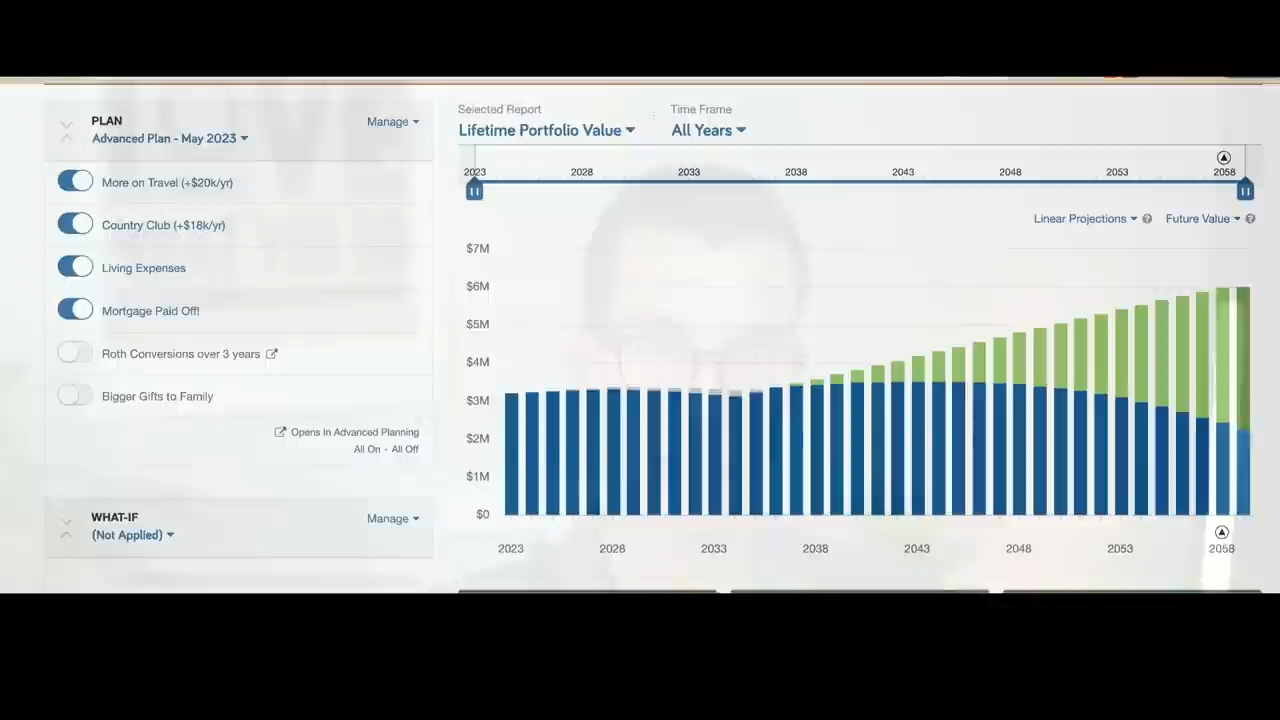 PLAN
Manage
Advanced Plan - May 2023
More on Travel (+$20k/yr)
Country Club (+$18k/yr)
Living Expenses
Mortgage Paid Off!
Roth Conversions over 3 years
Bigger Gifts to Family
Opens In Advanced Planning
All On - All Off
WHAT-IF
Manage
(Not Applied)
Selected Report
Time Frame
Lifetime Portfolio Value
All Years
2023 2028 2033 2038 2043 2048 2053 2058
Linear Projections ? Future Value ?
$7M
$6M
$5M
$4M
$3M
$2M
$1M
$0
2023 2028 2033 2038 2043 2048 2053 2058